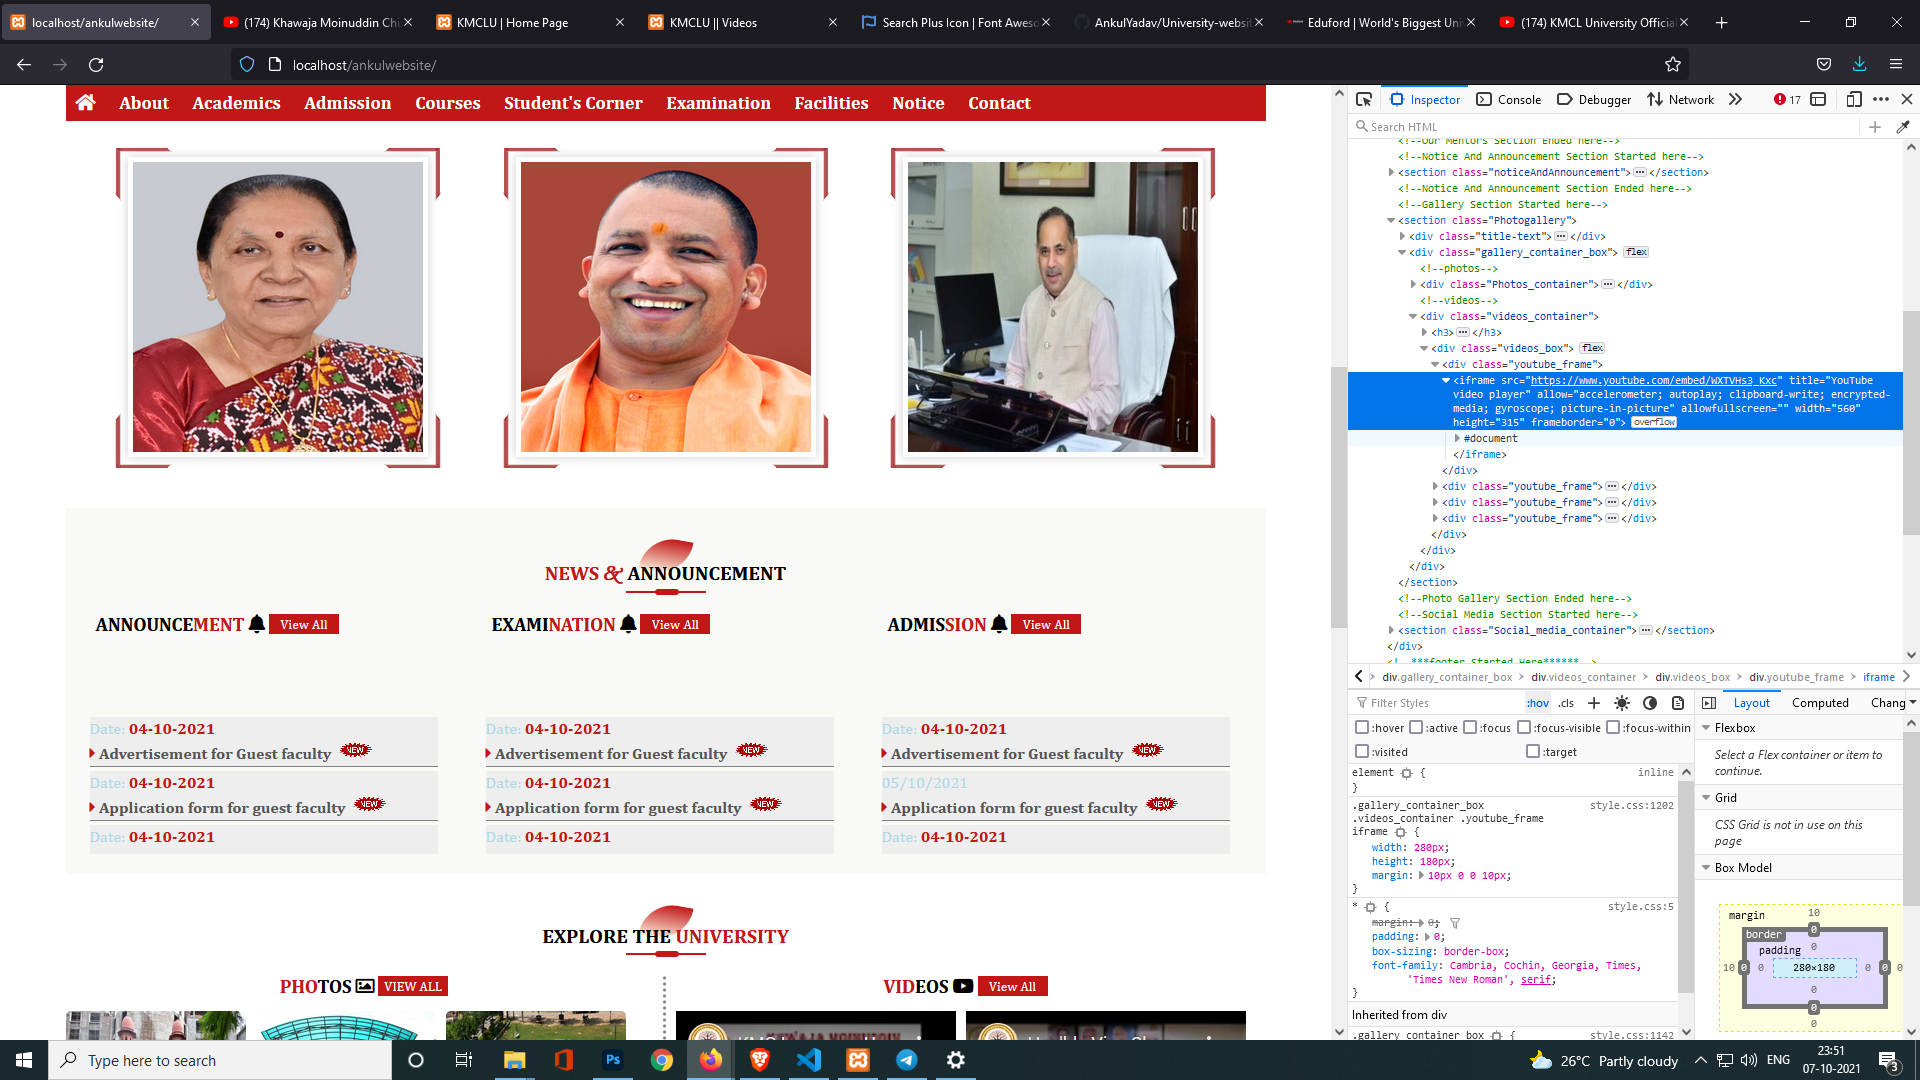 localhost/ankulwebsite/
(174) Khawaja Moinuddin Chi
KMCLU | Home Page
KMCLU || Videos
Search Plus Icon | Font Aweso
AnkulYadav/University-websit
Eduford | World's Biggest Uni
(174) KMCL University Official
localhost/ankulwebsite/
About Academics Admission Courses Student's Corner Examination Facilities Notice Contact
NEWS & ANNOUNCEMENT
ANNOUNCEMENT View All
EXAMINATION View All
ADMISSION View All
Date: 04-10-2021
Advertisement for Guest faculty NEW
Date: 04-10-2021
Application form for guest faculty NEW
Date: 04-10-2021
Date: 04-10-2021
Advertisement for Guest faculty NEW
Date: 04-10-2021
Application form for guest faculty NEW
Date: 04-10-2021
Date: 04-10-2021
Advertisement for Guest faculty NEW
05/10/2021
Application form for guest faculty NEW
Date: 04-10-2021
EXPLORE THE UNIVERSITY
PHOTOS VIEW ALL
VIDEOS View All
Inspector Console Debugger Network 17
Search HTML
<!--Our Mentors Section Ended here-->
<!--Notice And Announcement Section Started here-->
<section class="noticeAndAnnouncement"></section>
<!--Notice And Announcement Section Ended here-->
<!--Gallery Section Started here-->
<section class="Photogallery">
<div class="title-text"></div>
<div class="gallery_container_box"> flex
<!--photos-->
<div class="Photos_container"></div>
<!--videos-->
<div class="videos_container">
<h3></h3>
<div class="videos_box"> flex
<div class="youtube_frame">
<iframe src="https://www.youtube.com/embed/WXTVHs3_Kxc" title="YouTube
video player" allow="accelerometer; autoplay; clipboard-write; encrypted-
media; gyroscope; picture-in-picture" allowfullscreen="" width="560"
height="315" frameborder="0"> overflow
#document
</iframe>
</div>
<div class="youtube_frame"></div>
<div class="youtube_frame"></div>
<div class="youtube_frame"></div>
</div>
</div>
</div>
</section>
<!--Photo Gallery Section Ended here-->
<!--Social Media Section Started here-->
<section class="Social_media_container"></section>
</div>
<!--***footer Started Here******-->
div.gallery_container_box > div.videos_container > div.videos_box > div.youtube_frame > iframe
Filter Styles :hov .cls
:hover :active :focus :focus-visible :focus-within
:visited :target
element { inline
}
.gallery_container_box style.css:1202
.videos_container .youtube_frame
iframe {
width: 280px;
height: 180px;
margin: 10px 0 0 10px;
}
* { style.css:5
margin: 0;
padding: 0;
box-sizing: border-box;
font-family: Cambria, Cochin, Georgia, Times,
'Times New Roman', serif;
}
Inherited from div
.gallery_container_box { style.css:1142
Layout Computed Chang
Flexbox
Select a Flex container or item to
continue.
Grid
CSS Grid is not in use on this
page
Box Model
margin 10
border 0
padding 0
10 0 0 280×180 0 0 0
0
0
0
Type here to search
Ps
26°C Partly cloudy
ENG
23:51
07-10-2021
3